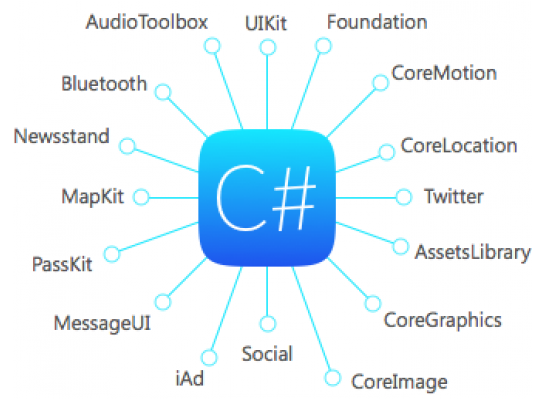 AudioToolbox
UIKit
Foundation
Bluetooth
CoreMotion
Newsstand
CoreLocation
MapKit
C#
Twitter
PassKit
AssetsLibrary
MessageUI
CoreGraphics
Social
iAd
CoreImage